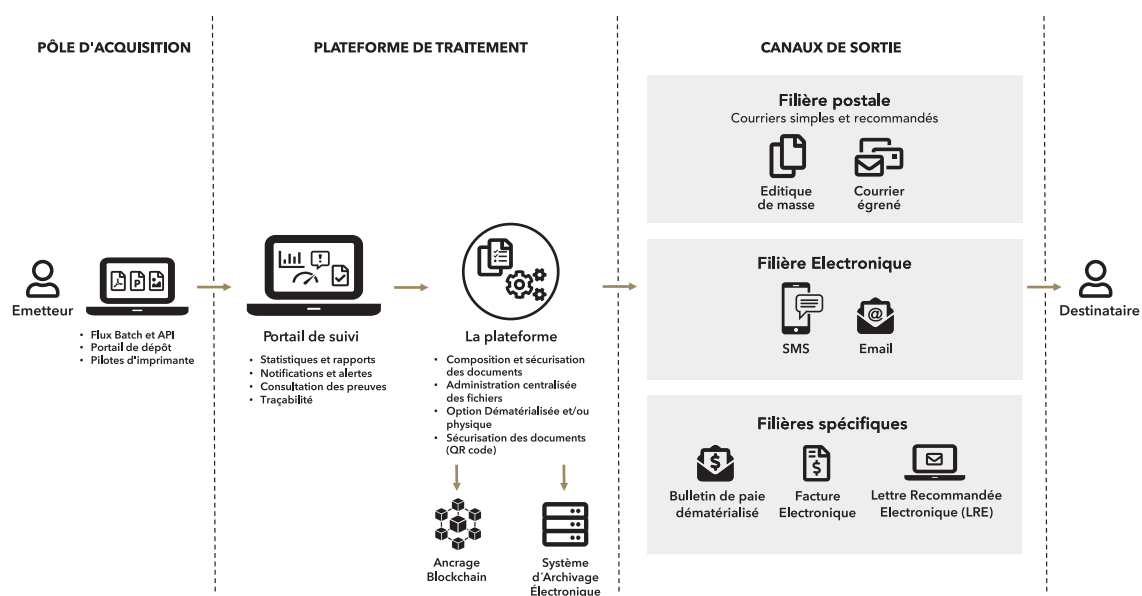 PÔLE D'ACQUISITION
PLATEFORME DE TRAITEMENT
CANAUX DE SORTIE
Emetteur
• Flux Batch et API
• Portail de dépôt
• Pilotes d'imprimante
P
Portail de suivi
• Statistiques et rapports
• Notifications et alertes
• Consultation des preuves
• Traçabilité
La plateforme
• Composition et sécurisation
des documents
• Administration centralisée
des fichiers
• Option Dématérialisée et/ou
physique
• Sécurisation des documents
(QR code)
Ancrage
Blockchain
Système
d´Archivage
Électronique
Filière postale
Courriers simples et recommandés
Editique
de masse
Courrier
égrené
Filière Electronique
SMS
@
Email
Filières spécifiques
$
Bulletin de paie
dématérialisé
$
Facture
Electronique
Lettre Recommandée
Electronique (LRE)
Destinataire